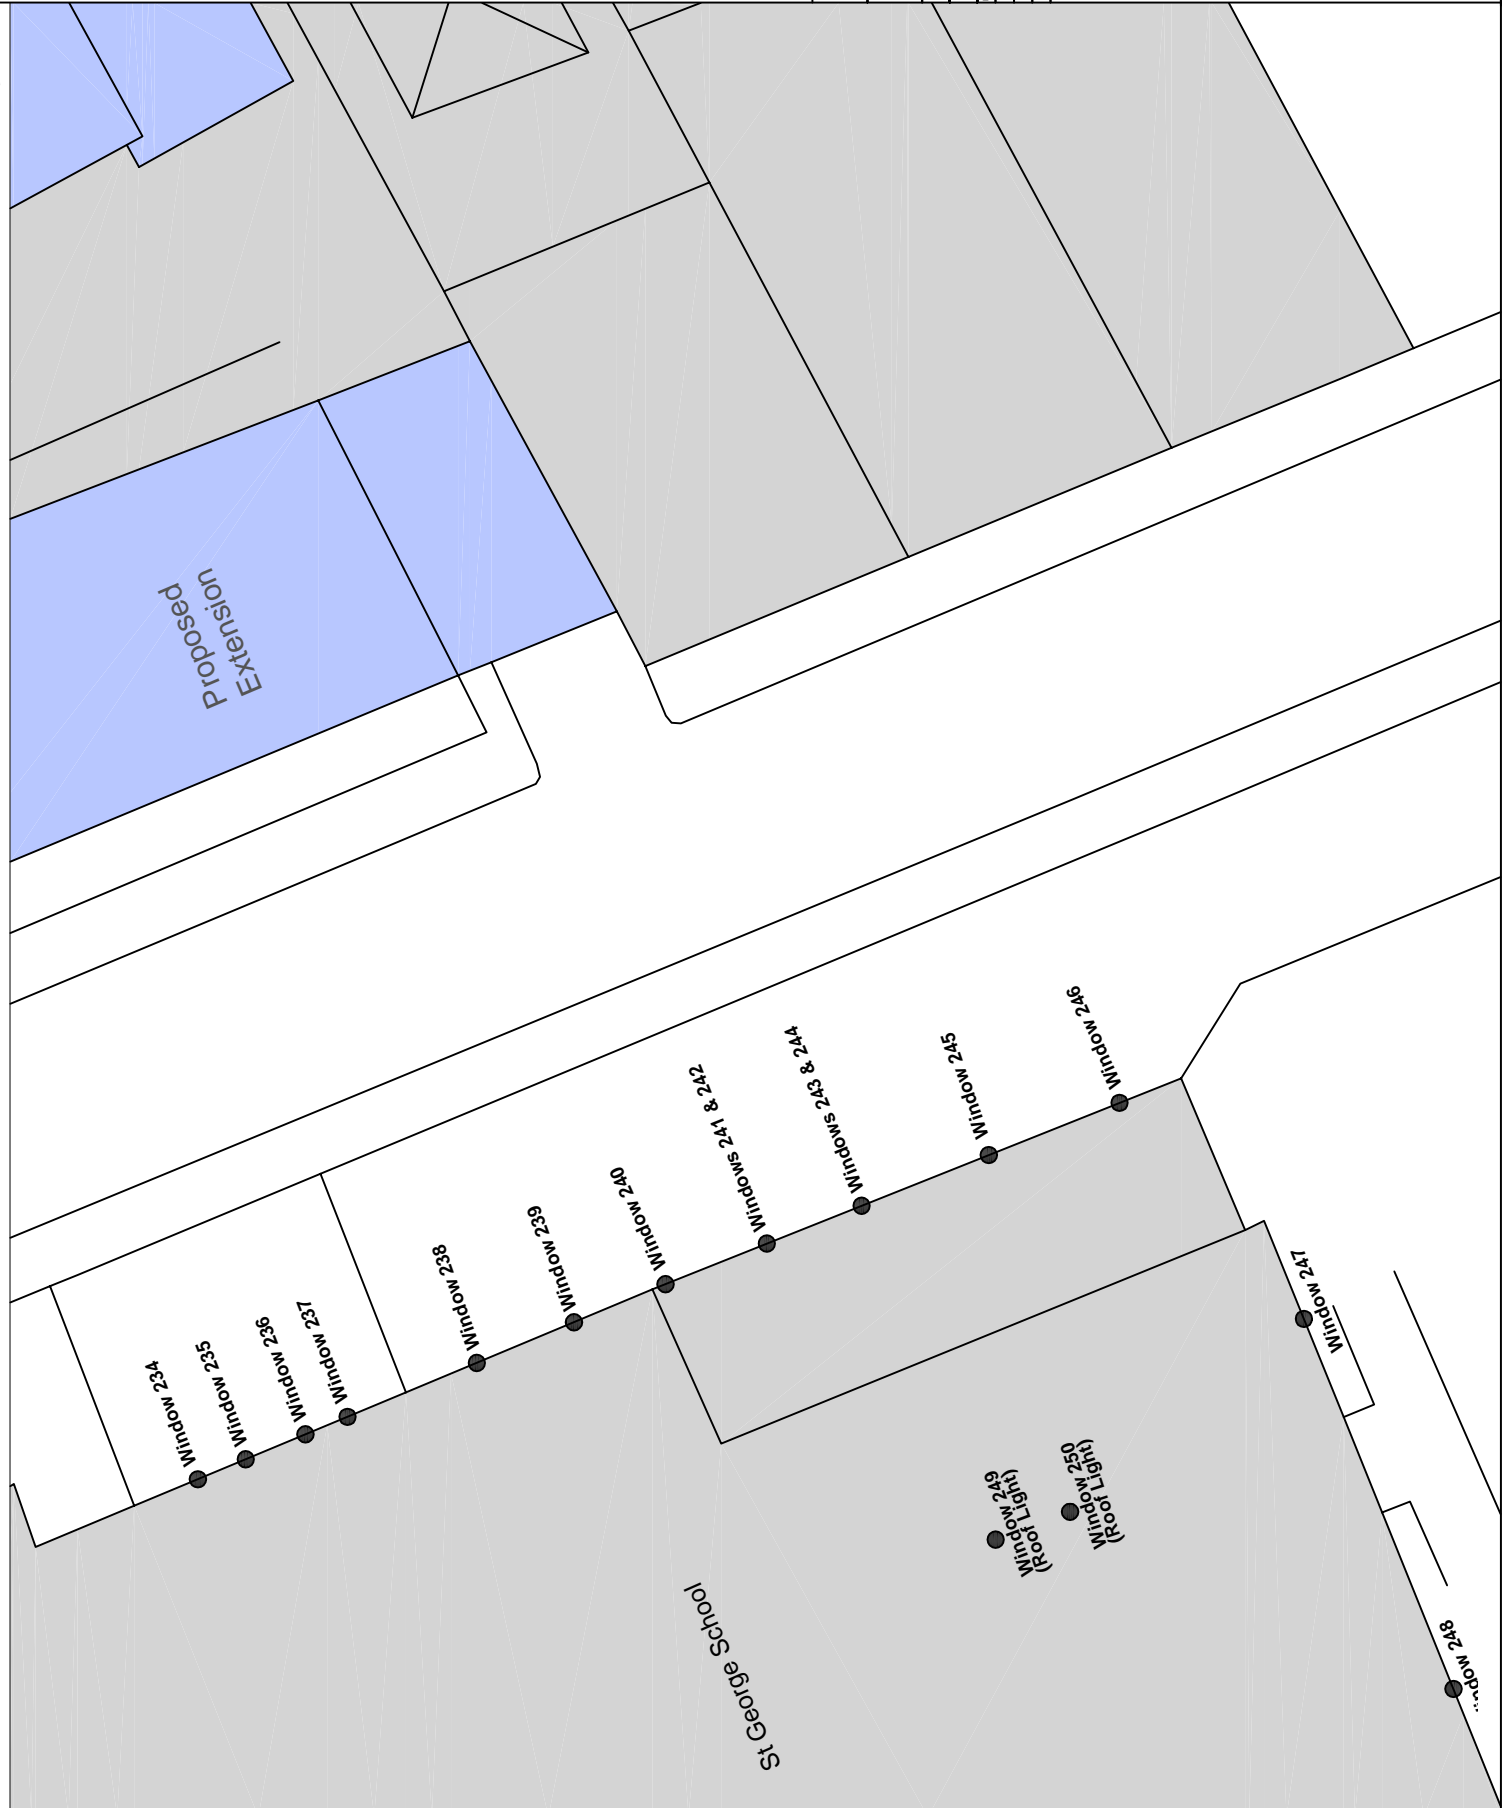 Proposed
Extension
Window 234
Window 235
Window 236
Window 237
Window 238
Window 239
Window 240
Windows 241 & 242
Windows 243 & 244
Window 245
Window 246
Window 247
Window 248
Window 249
(Roof Light)
Window 250
(Roof Light)
St George School